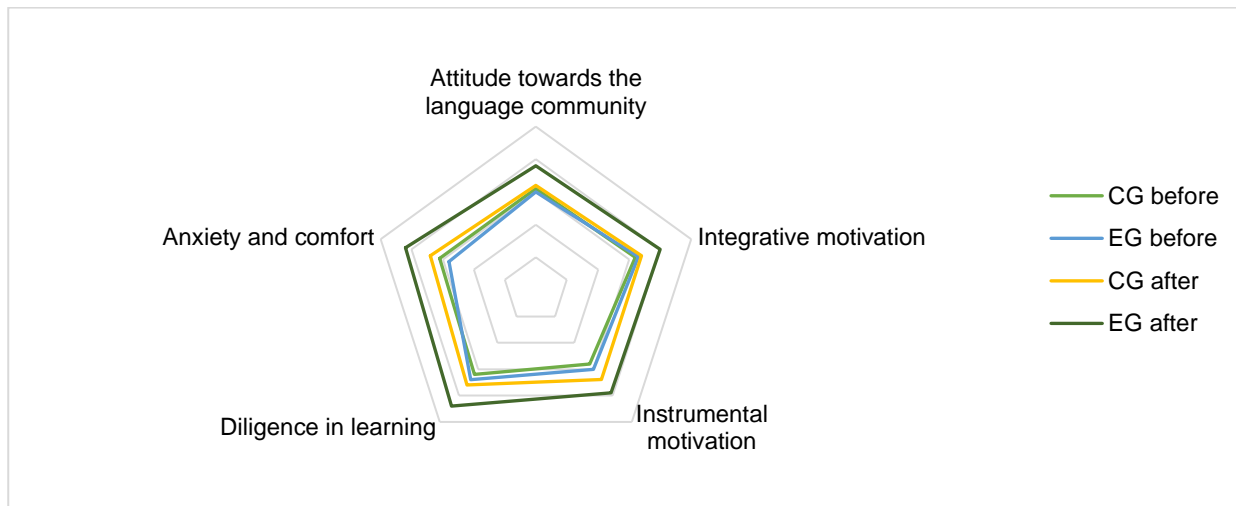 Attitude towards the
language community
Integrative motivation
Instrumental
motivation
Diligence in learning
Anxiety and comfort
CG before
EG before
CG after
EG after